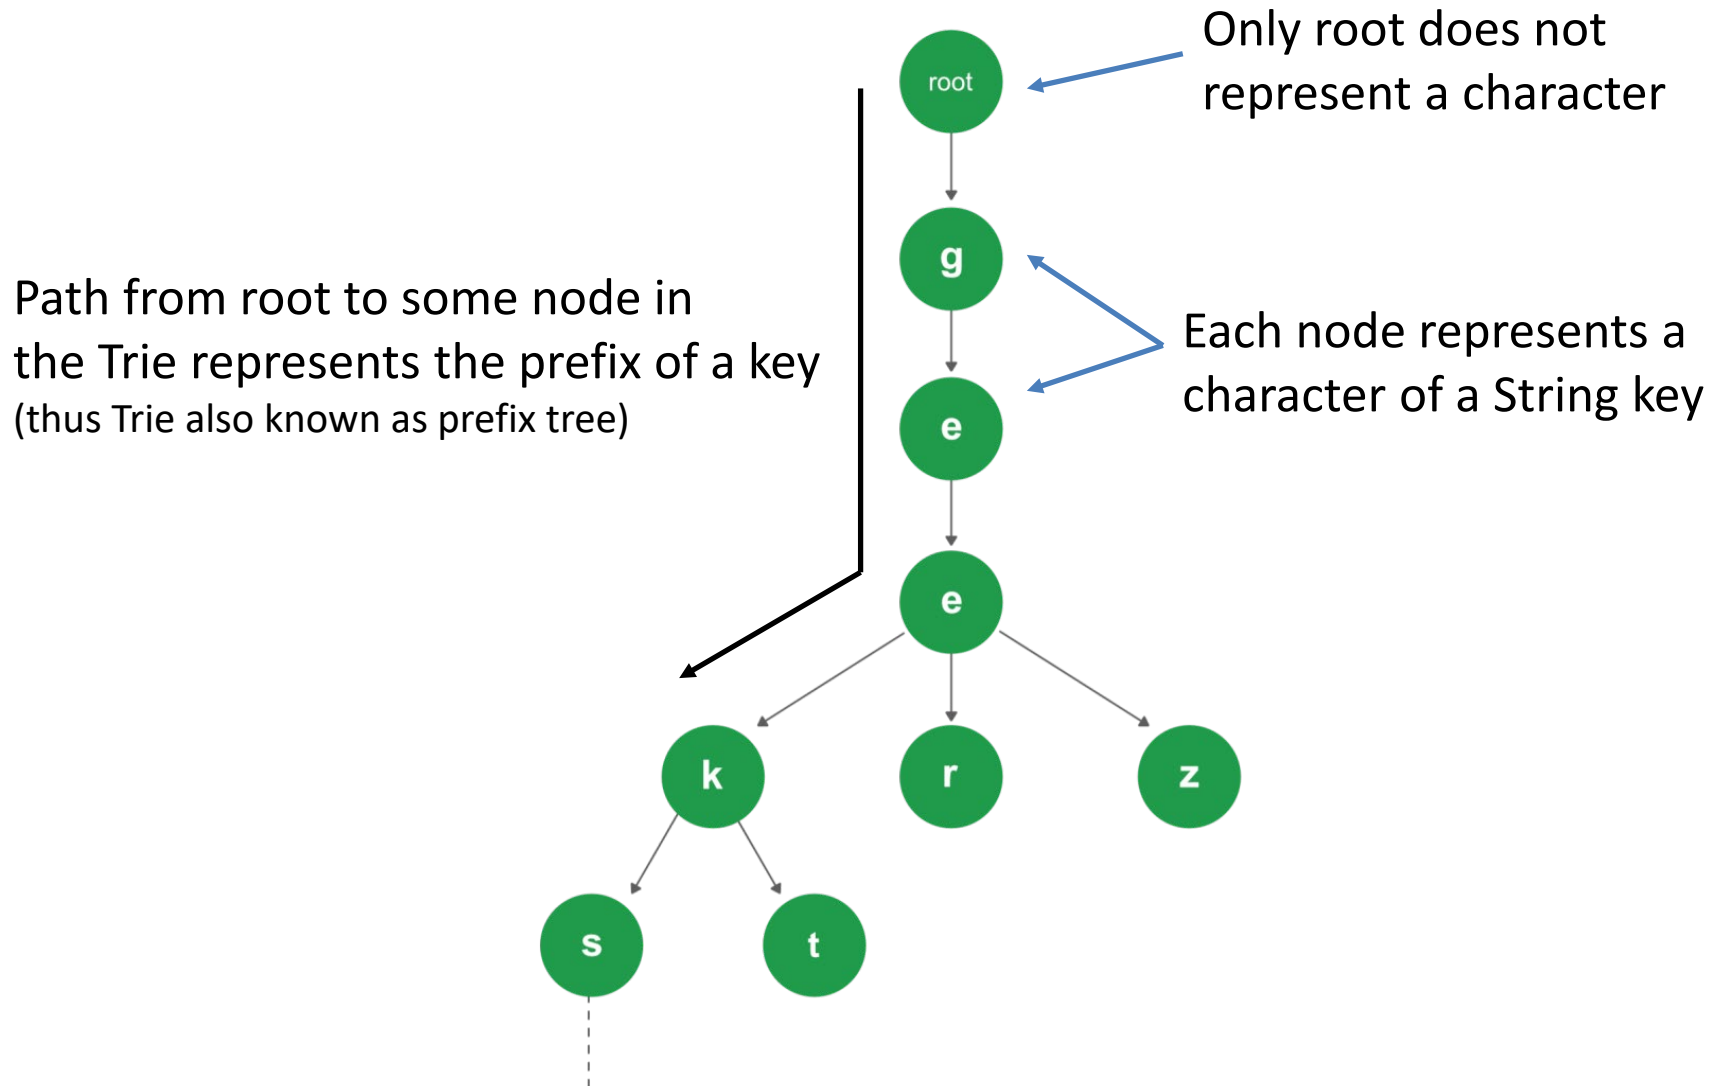 Only root does not
represent a character
root
g
Path from root to some node in
the Trie represents the prefix of a key
(thus Trie also known as prefix tree)
Each node represents a
character of a String key
e
e
k
r
z
s
t